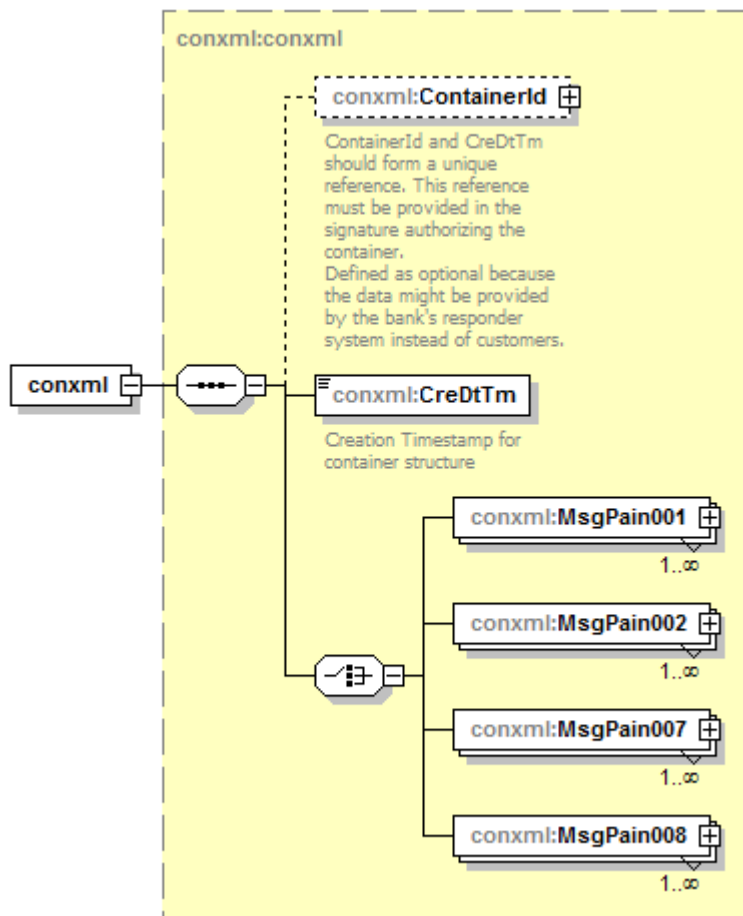 conxml:conxml
conxml:ContainerId
ContainerId and CreDtTm
should form a unique
reference. This reference
must be provided in the
signature authorizing the
container.
Defined as optional because
the data might be provided
by the bank's responder
system instead of customers.
conxml
conxml:CreDtTm
Creation Timestamp for
container structure
conxml:MsgPain001
1..∞
conxml:MsgPain002
1..∞
conxml:MsgPain007
1..∞
conxml:MsgPain008
1..∞